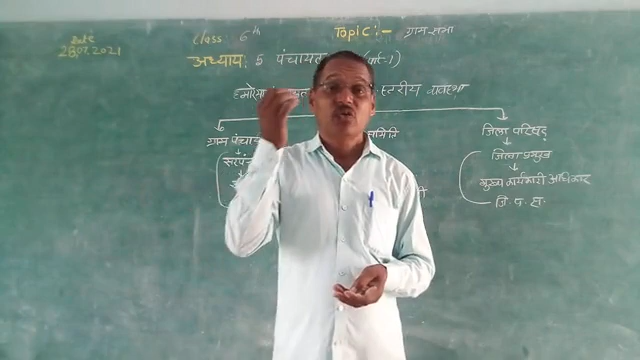 Date
28.07.2021
Class 6th Topic:- ग्राम सभा
अध्याय: 5 पंचायत (पार्ट-1)
स्तरीय व्यवस्था
ग्राम पंचाय
समिति
जिला परिषद्
सरपं
जिला प्रमुख
मुख्य कार्यकारी अधिकार
जि. प. स.